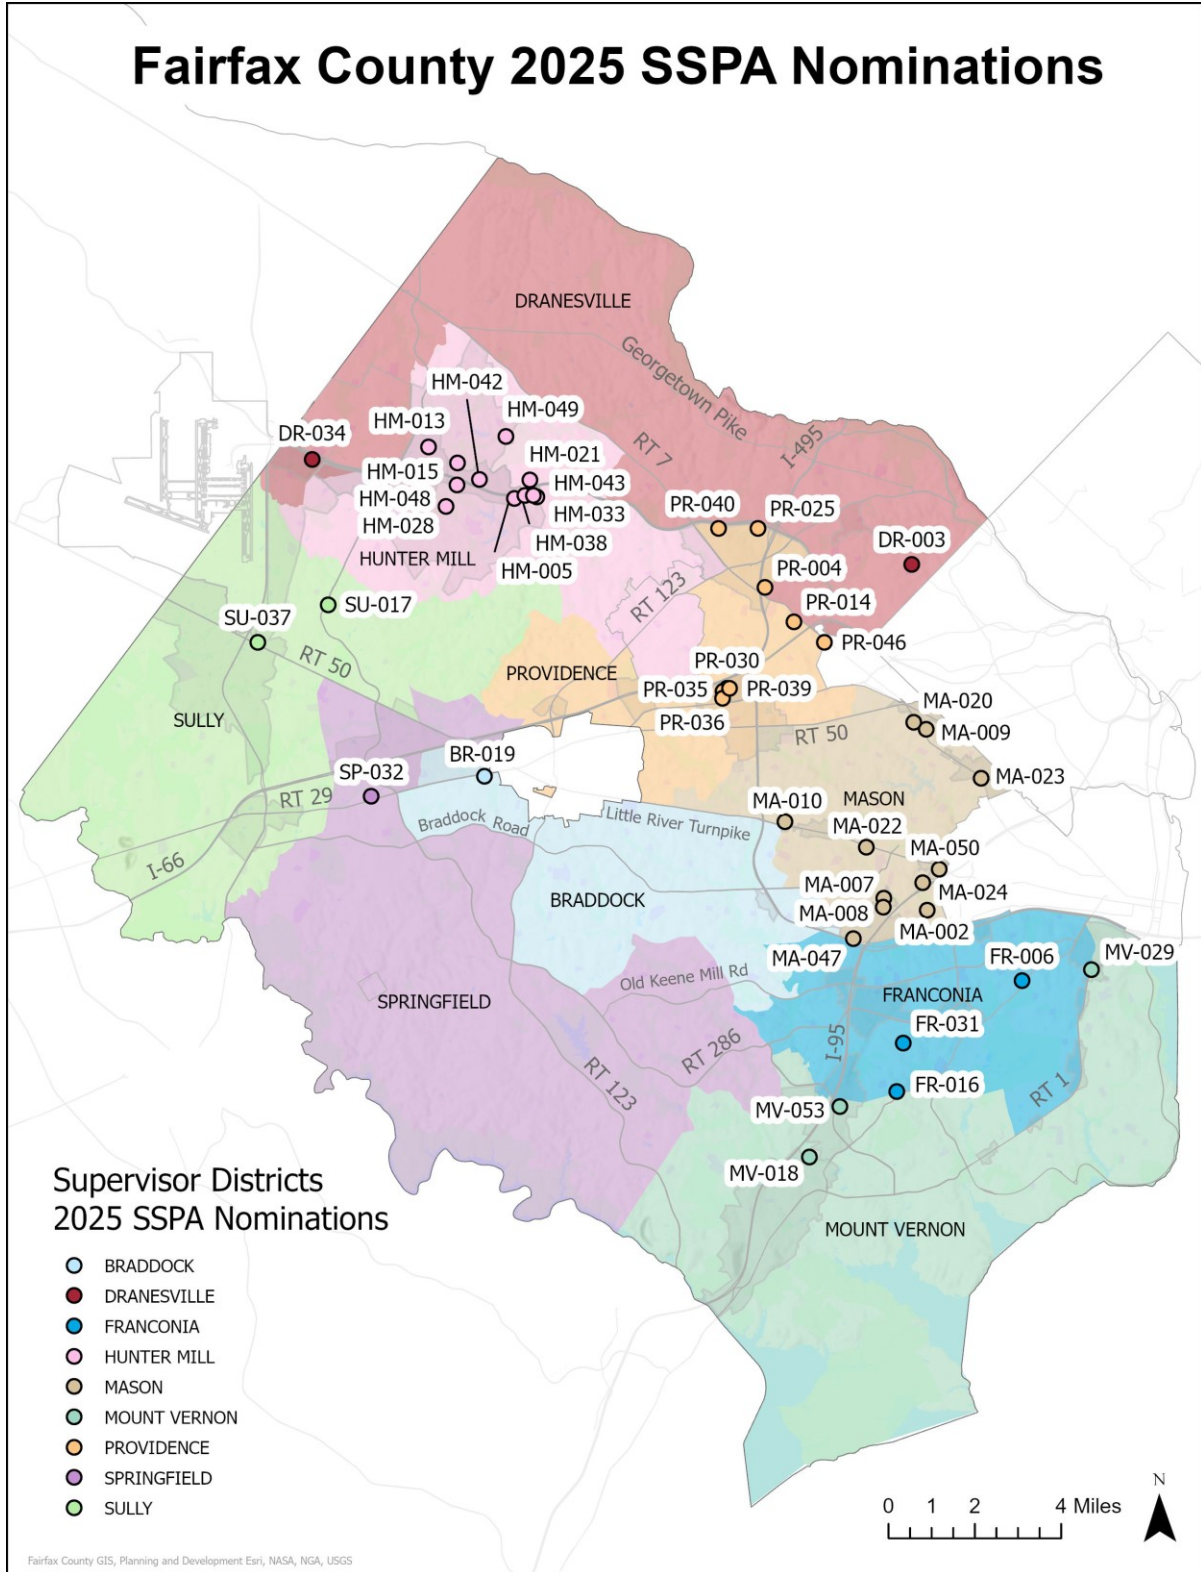 Fairfax County 2025 SSPA Nominations
DRANESVILLE
Georgetown Pike
HM-042
HM-049
HM-013
DR-034
I-495
RT 7
HM-021
HM-015
HM-043
HM-048
HM-033
PR-040
PR-025
HM-028
HM-038
DR-003
HUNTER MILL
HM-005
PR-004
RT 123
SU-017
PR-014
SU-037
PR-046
RT 50
PR-030
PROVIDENCE
PR-035
PR-039
MA-020
SULLY
PR-036
RT 50
MA-009
BR-019
SP-032
MA-023
RT 29
MA-010
MASON
Braddock Road
Little River Turnpike
MA-022
MA-050
I-66
MA-007
MA-024
BRADDOCK
MA-008
MA-002
MA-047
FR-006
MV-029
Old Keene Mill Rd
SPRINGFIELD
FRANCONIA
FR-031
I-95
RT 286
RT 123
FR-016
RT 1
MV-053
MV-018
MOUNT VERNON
Supervisor Districts
2025 SSPA Nominations
BRADDOCK
DRANESVILLE
FRANCONIA
HUNTER MILL
MASON
MOUNT VERNON
PROVIDENCE
SPRINGFIELD
SULLY
N
0 1 2 4 Miles
Fairfax County GIS, Planning and Development Esri, NASA, NGA, USGS